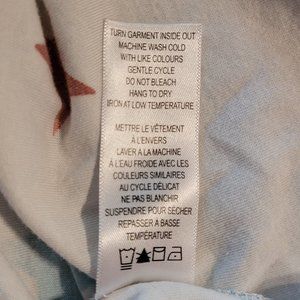 TURN GARMENT INSIDE OUT
MACHINE WASH COLD
WITH LIKE COLOURS
GENTLE CYCLE
DO NOT BLEACH
HANG TO DRY
IRON AT LOW TEMPERATURE
METTRE LE VÊTEMENT
À L'ENVERS
LAVER A LA MACHINE
À L'EAU FROIDE AVEC LES
COULEURS SIMILAIRES
AU CYCLE DÉLICAT
NE PAS BLANCHIR
SUSPENDRE POUR SÉCHER
REPASSER À BASSE
TEMPÉRATURE